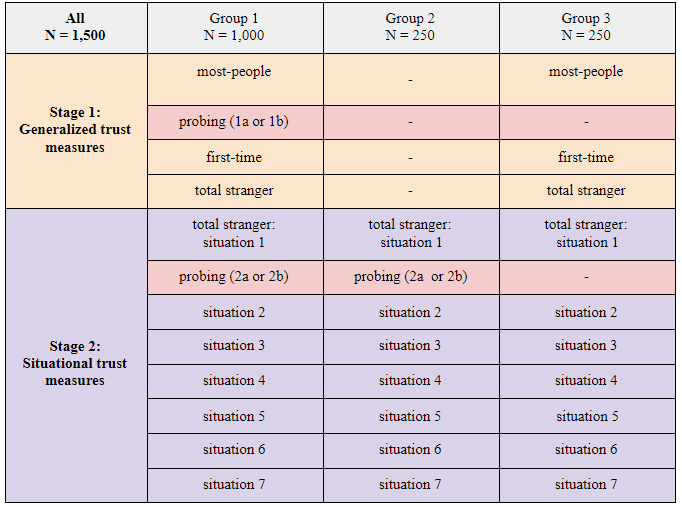 All
N = 1,500
Group 1
N = 1,000
Group 2
N = 250
Group 3
N = 250
Stage 1:
Generalized trust
measures
most-people
-
most-people
probing (1a or 1b)
-
-
first-time
-
first-time
total stranger
-
total stranger
Stage 2:
Situational trust
measures
total stranger:
situation 1
total stranger:
situation 1
total stranger:
situation 1
probing (2a or 2b)
probing (2a or 2b)
-
situation 2
situation 2
situation 2
situation 3
situation 3
situation 3
situation 4
situation 4
situation 4
situation 5
situation 5
situation 5
situation 6
situation 6
situation 6
situation 7
situation 7
situation 7